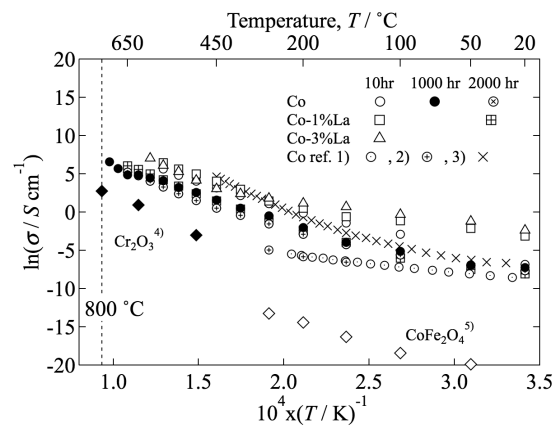 Temperature, T / ˚C
650 450 200 100 50 20
10hr 1000 hr 2000 hr
Co
Co-1%La
Co-3%La
Co ref. 1) , 2) , 3)
20
15
10
5
0
-5
-10
-15
-20
ln(σ / S cm⁻¹)
Cr₂O₃⁴⁾
800 ˚C
CoFe₂O₄⁵⁾
1.0 1.5 2.0 2.5 3.0 3.5
10⁴x(T / K)⁻¹